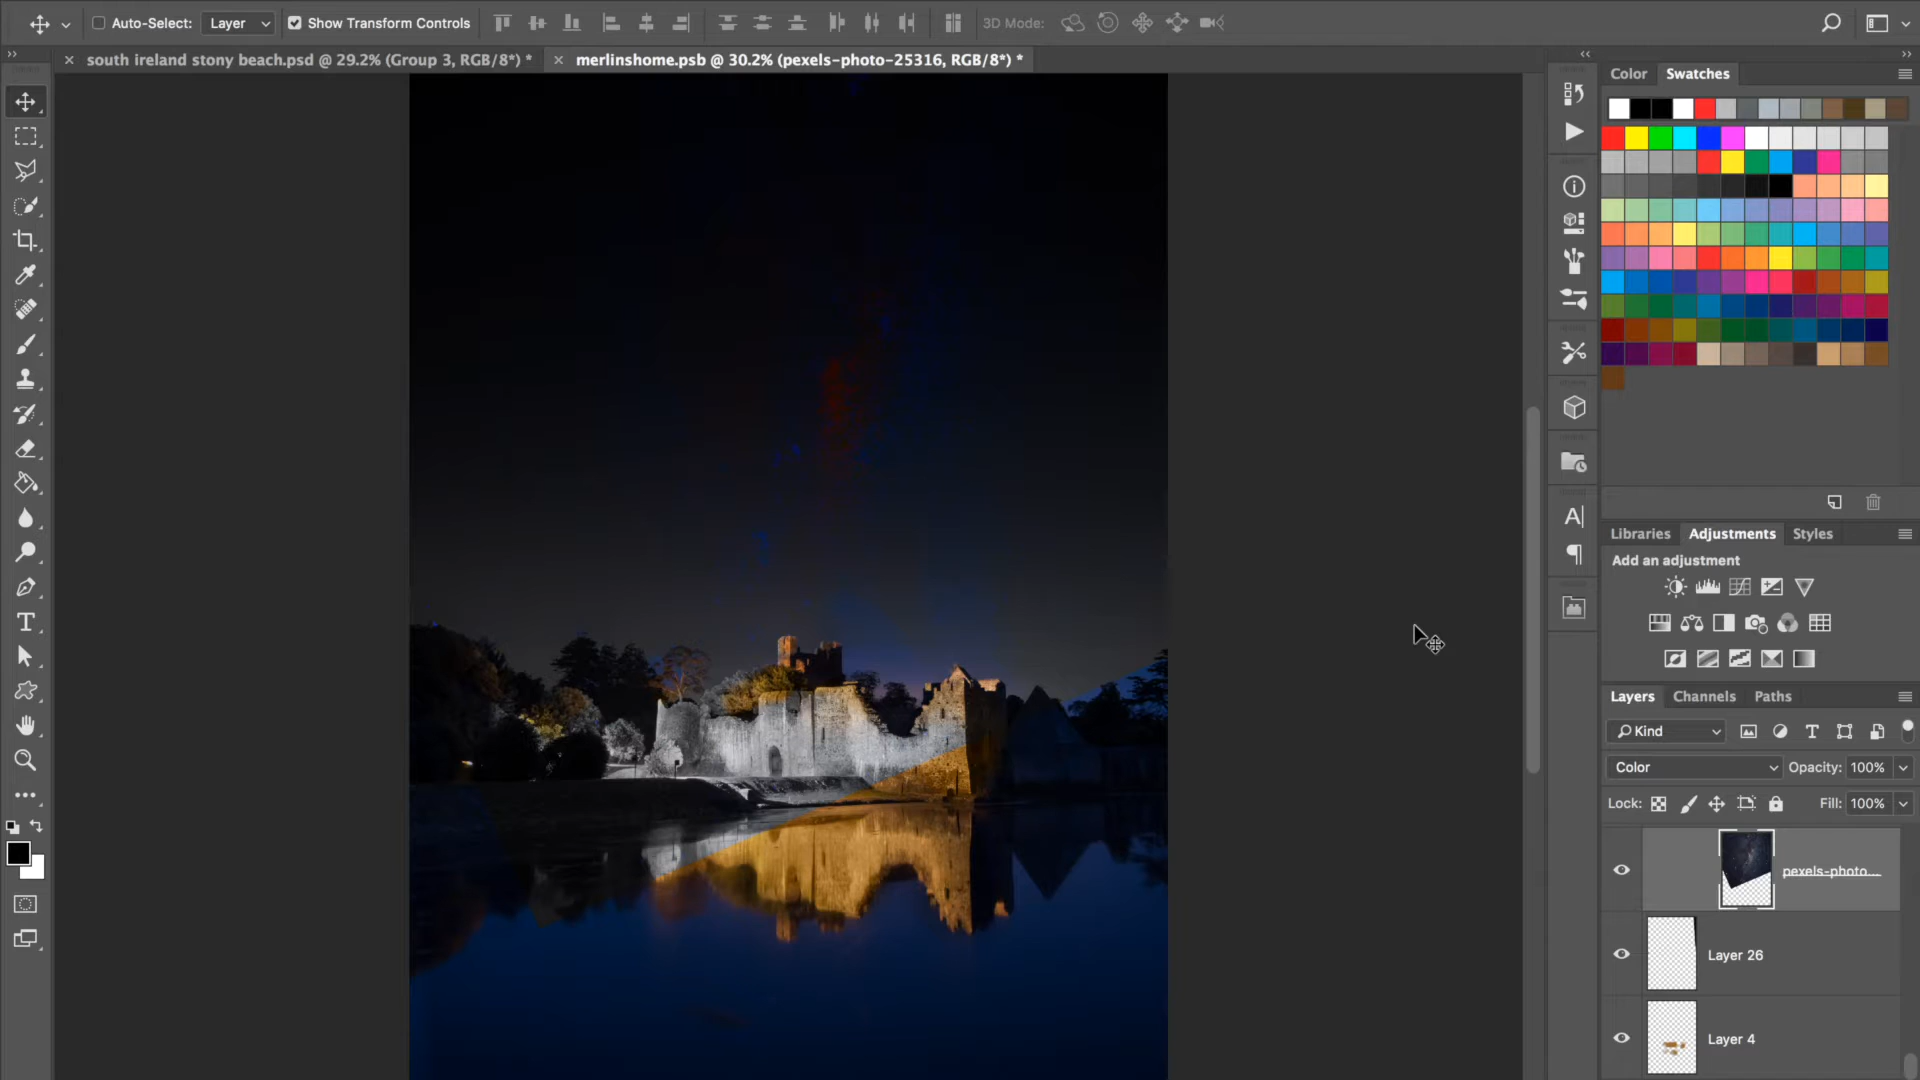 Auto-Select: Layer Show Transform Controls 3D Mode:
south ireland stony beach.psd @ 29.2% (Group 3, RGB/8*) *
merlinshome.psb @ 30.2% (pexels-photo-25316, RGB/8*) *
Color Swatches
Libraries Adjustments Styles
Add an adjustment
Layers Channels Paths
Kind
Color Opacity: 100%
Lock: Fill: 100%
pexels-photo...
Layer 26
Layer 4